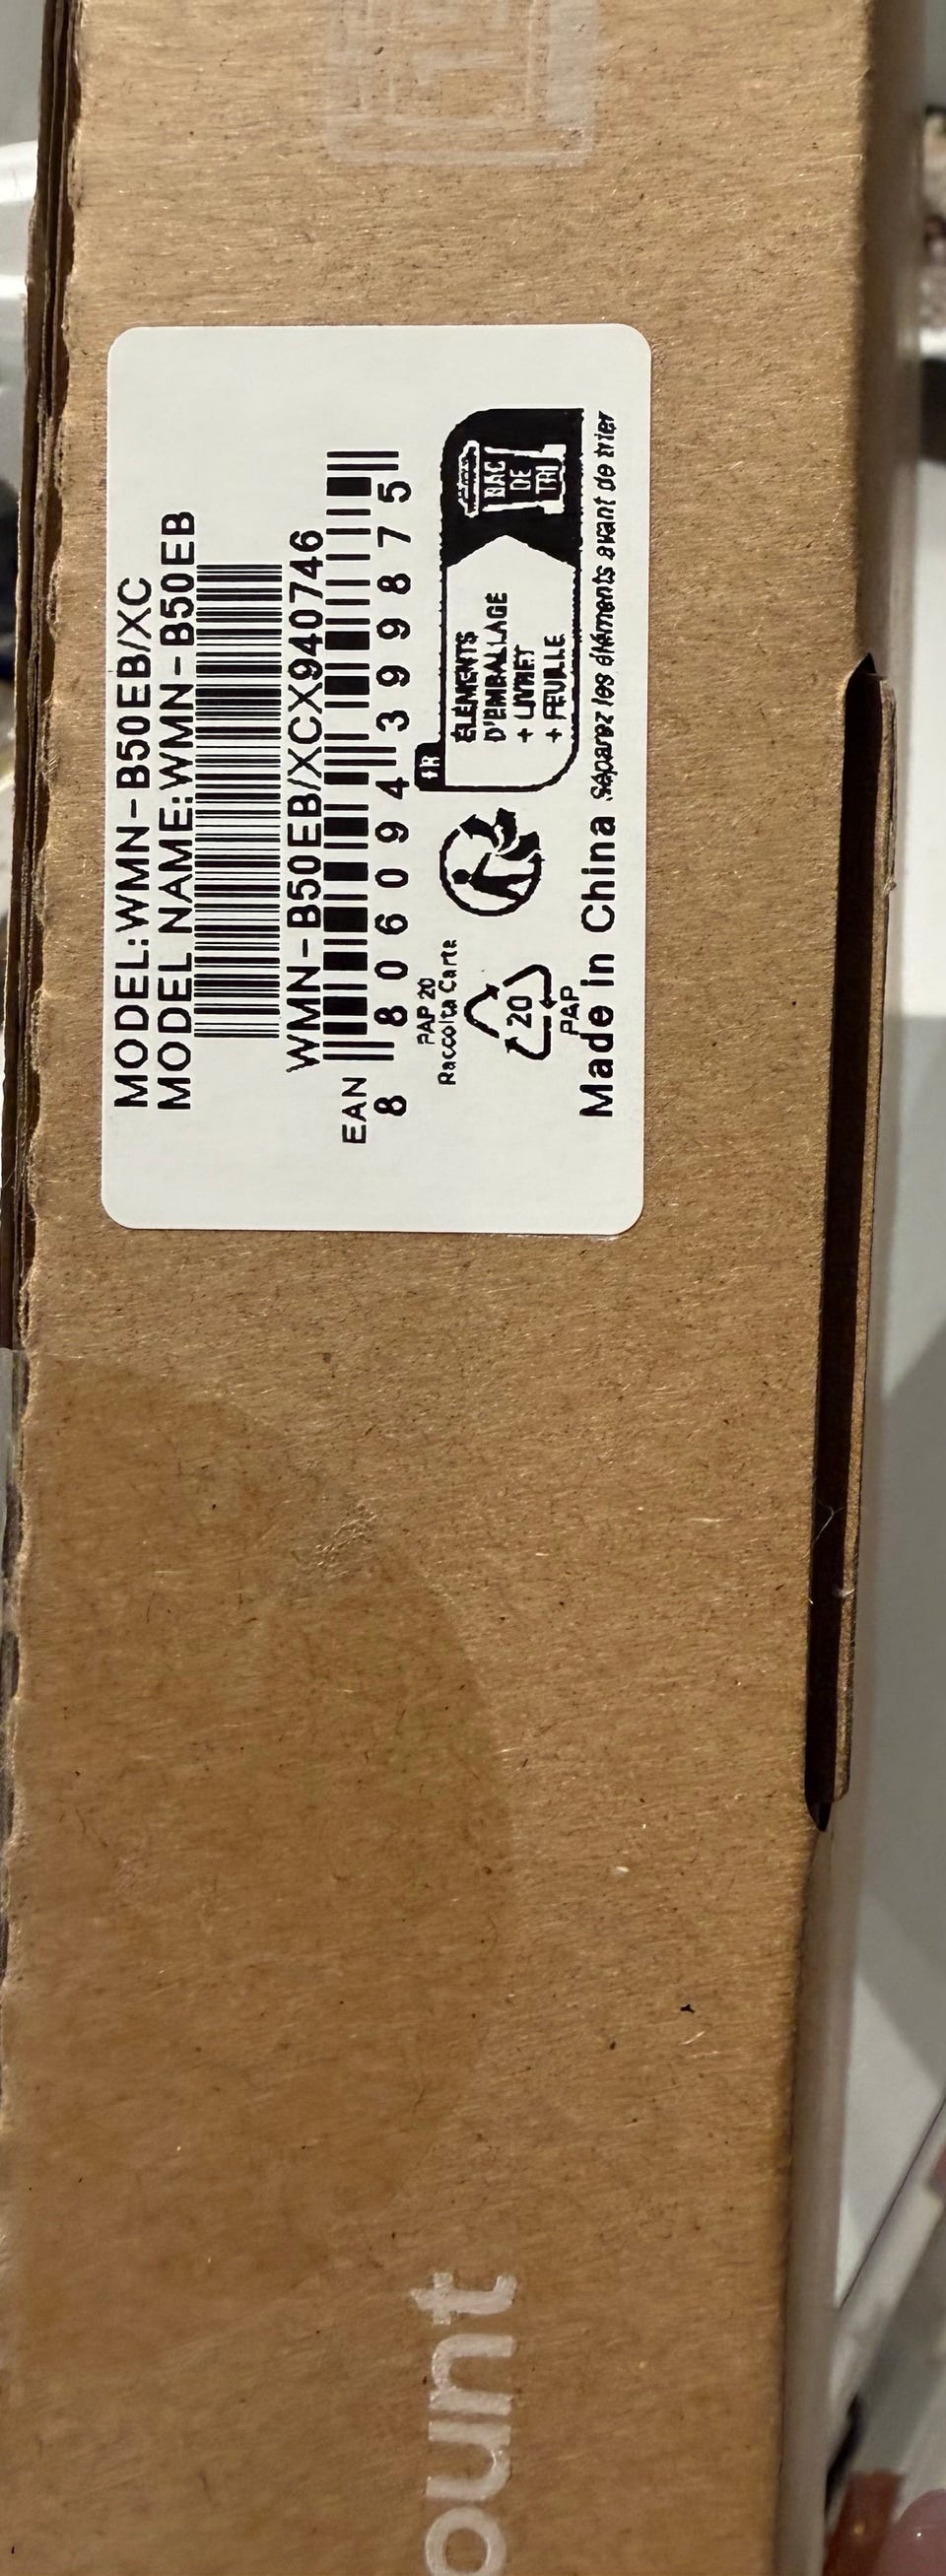 MODEL:WMN-B50EB/XC
MODEL NAME:WMN-B50EB
WMN-B50EB/XCX940746
EAN
8 806094 399875
PAP 20
Raccolta Carta
20
PAP
FR
ÉLÉMENTS
D'EMBALLAGE
+ LIVRET
+ FEUILLE
BAC
DE
TRI
Made in China
Séparez les éléments avant de trier
ount